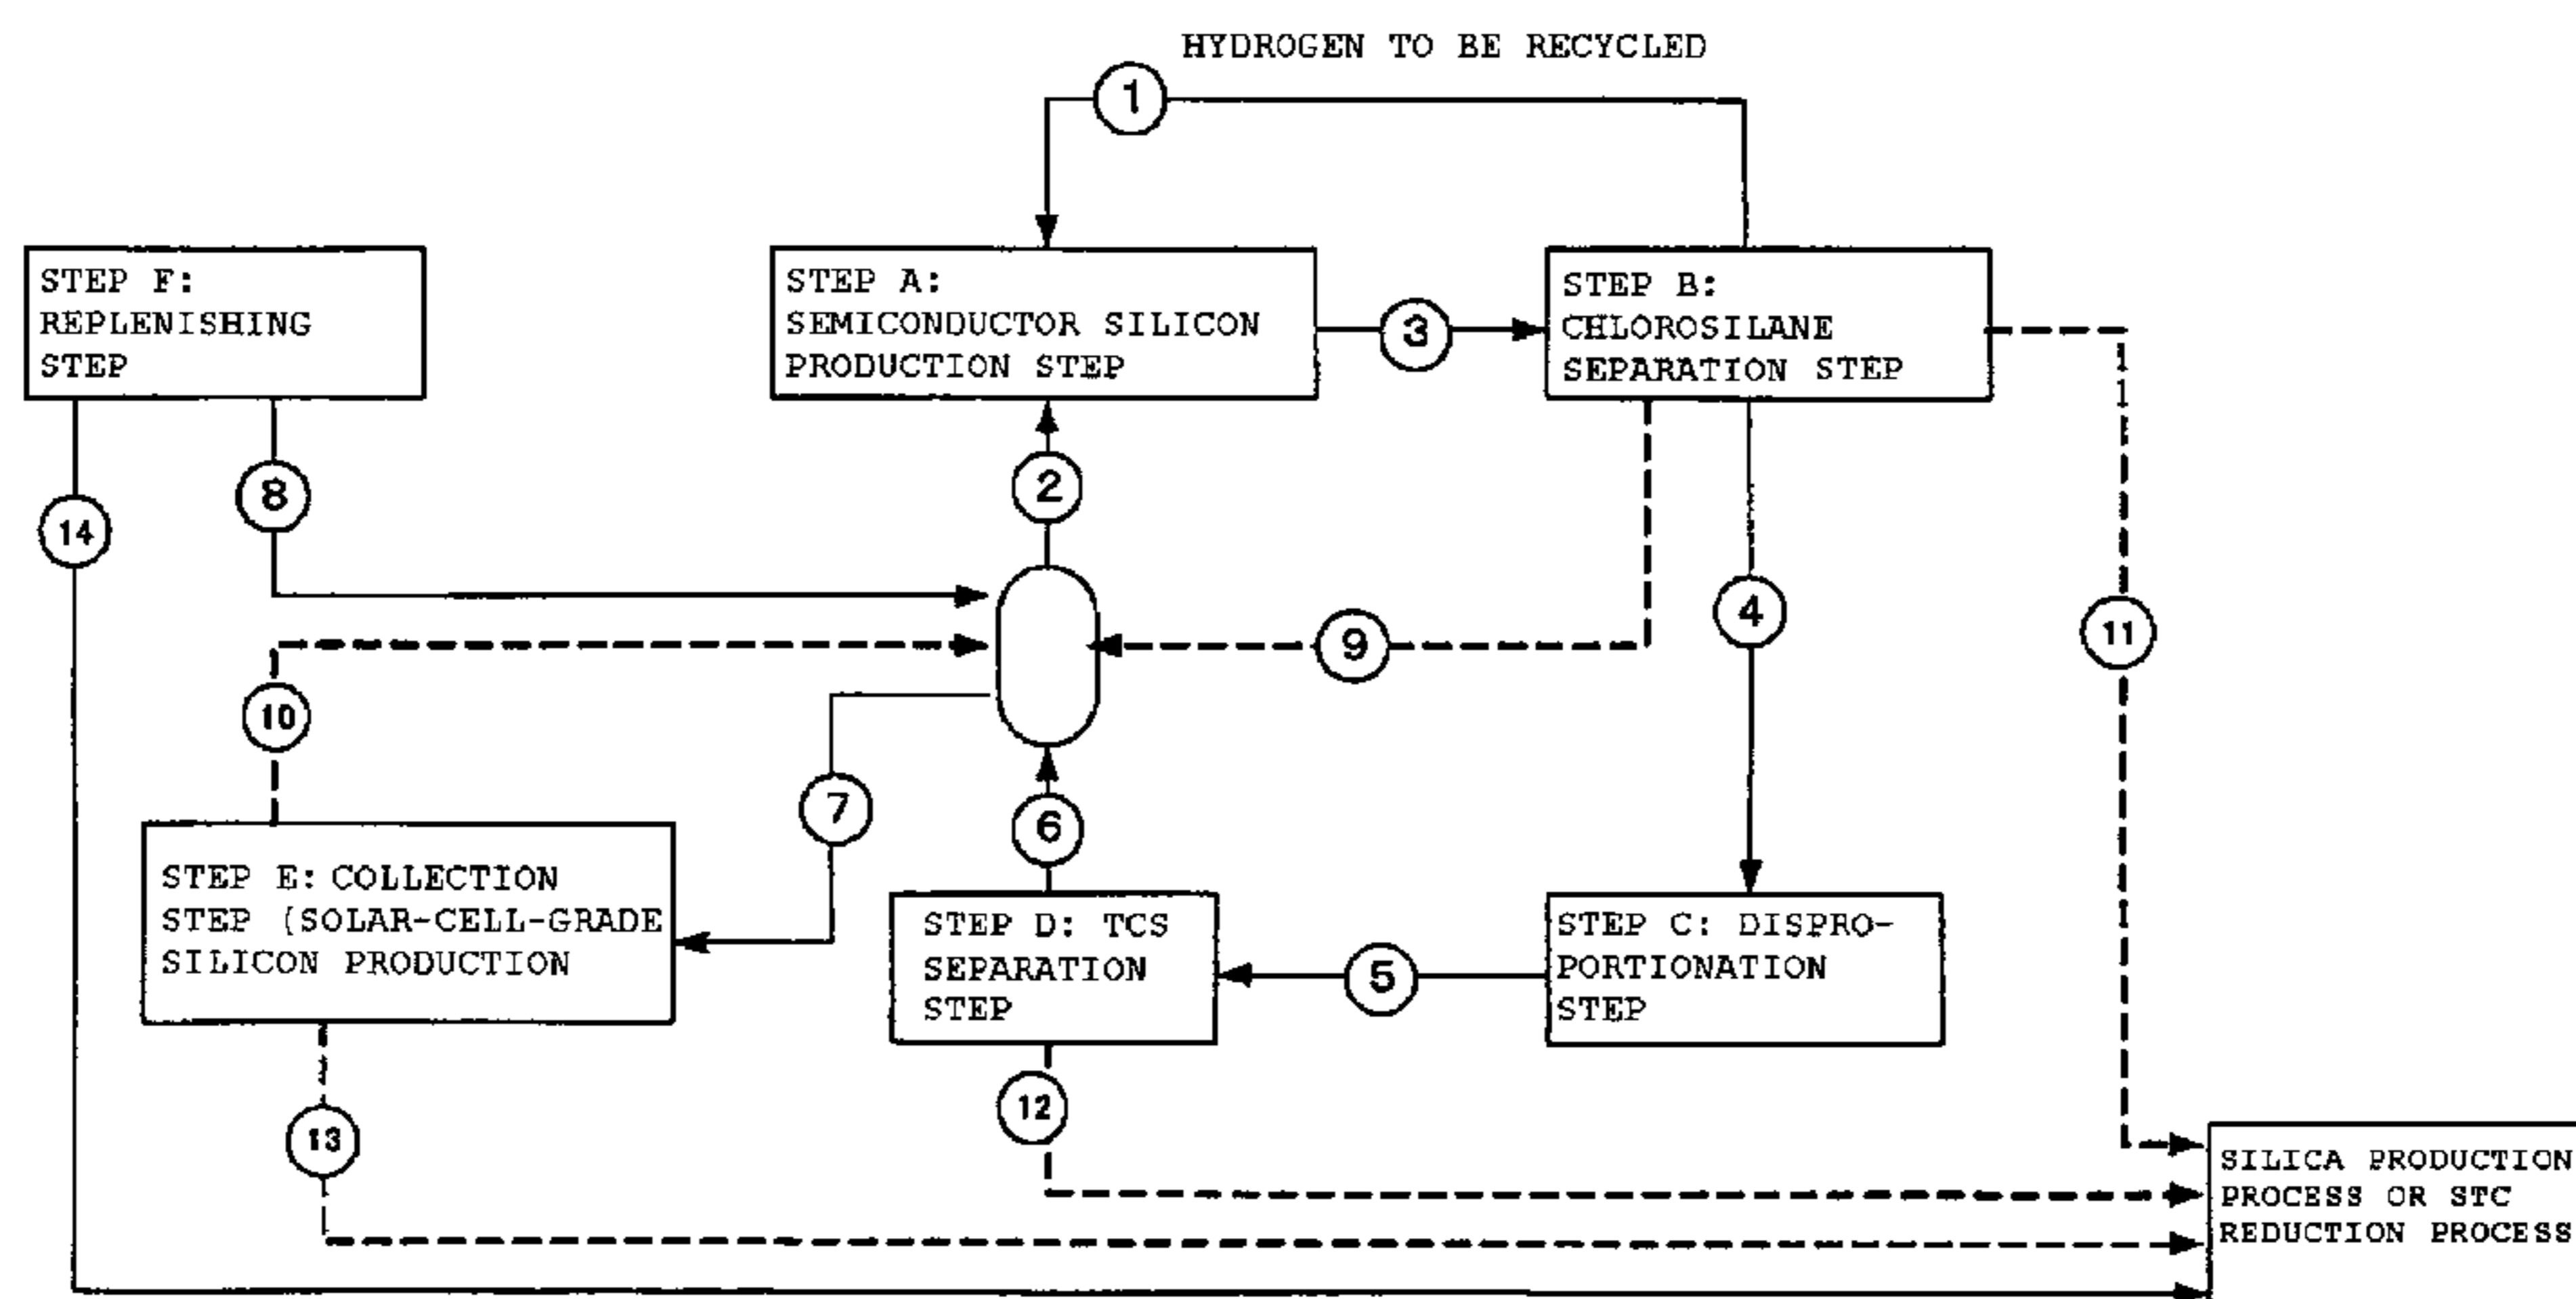 HYDROGEN TO BE RECYCLED
1
STEP F:
REPLENISHING
STEP
STEP A:
SEMICONDUCTOR SILICON
PRODUCTION STEP
STEP B:
CHLOROSILANE
SEPARATION STEP
3
8
2
14
4
9
11
10
7
6
STEP E: COLLECTION
STEP (SOLAR-CELL-GRADE
SILICON PRODUCTION
STEP D: TCS
SEPARATION
STEP
5
STEP C: DISPRO-
PORTIONATION
STEP
12
13
SILICA PRODUCTION
PROCESS OR STC
REDUCTION PROCESS